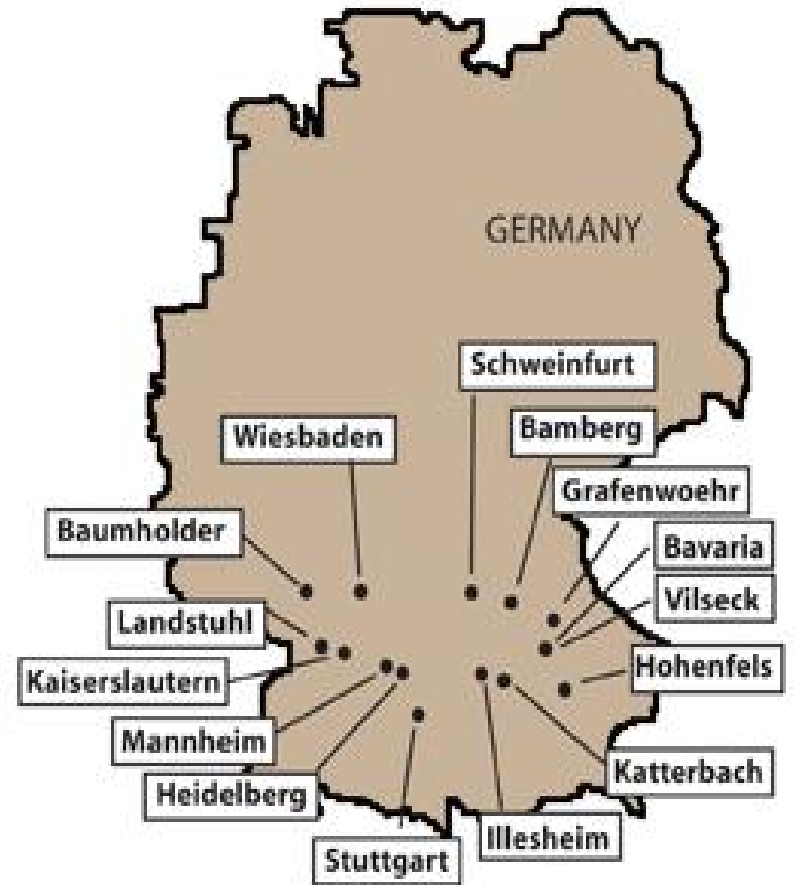 GERMANY
Schweinfurt
Wiesbaden
Bamberg
Grafenwoehr
Baumholder
Bavaria
Vilseck
Landstuhl
Hohenfels
Kaiserslautern
Mannheim
Katterbach
Heidelberg
Illesheim
Stuttgart